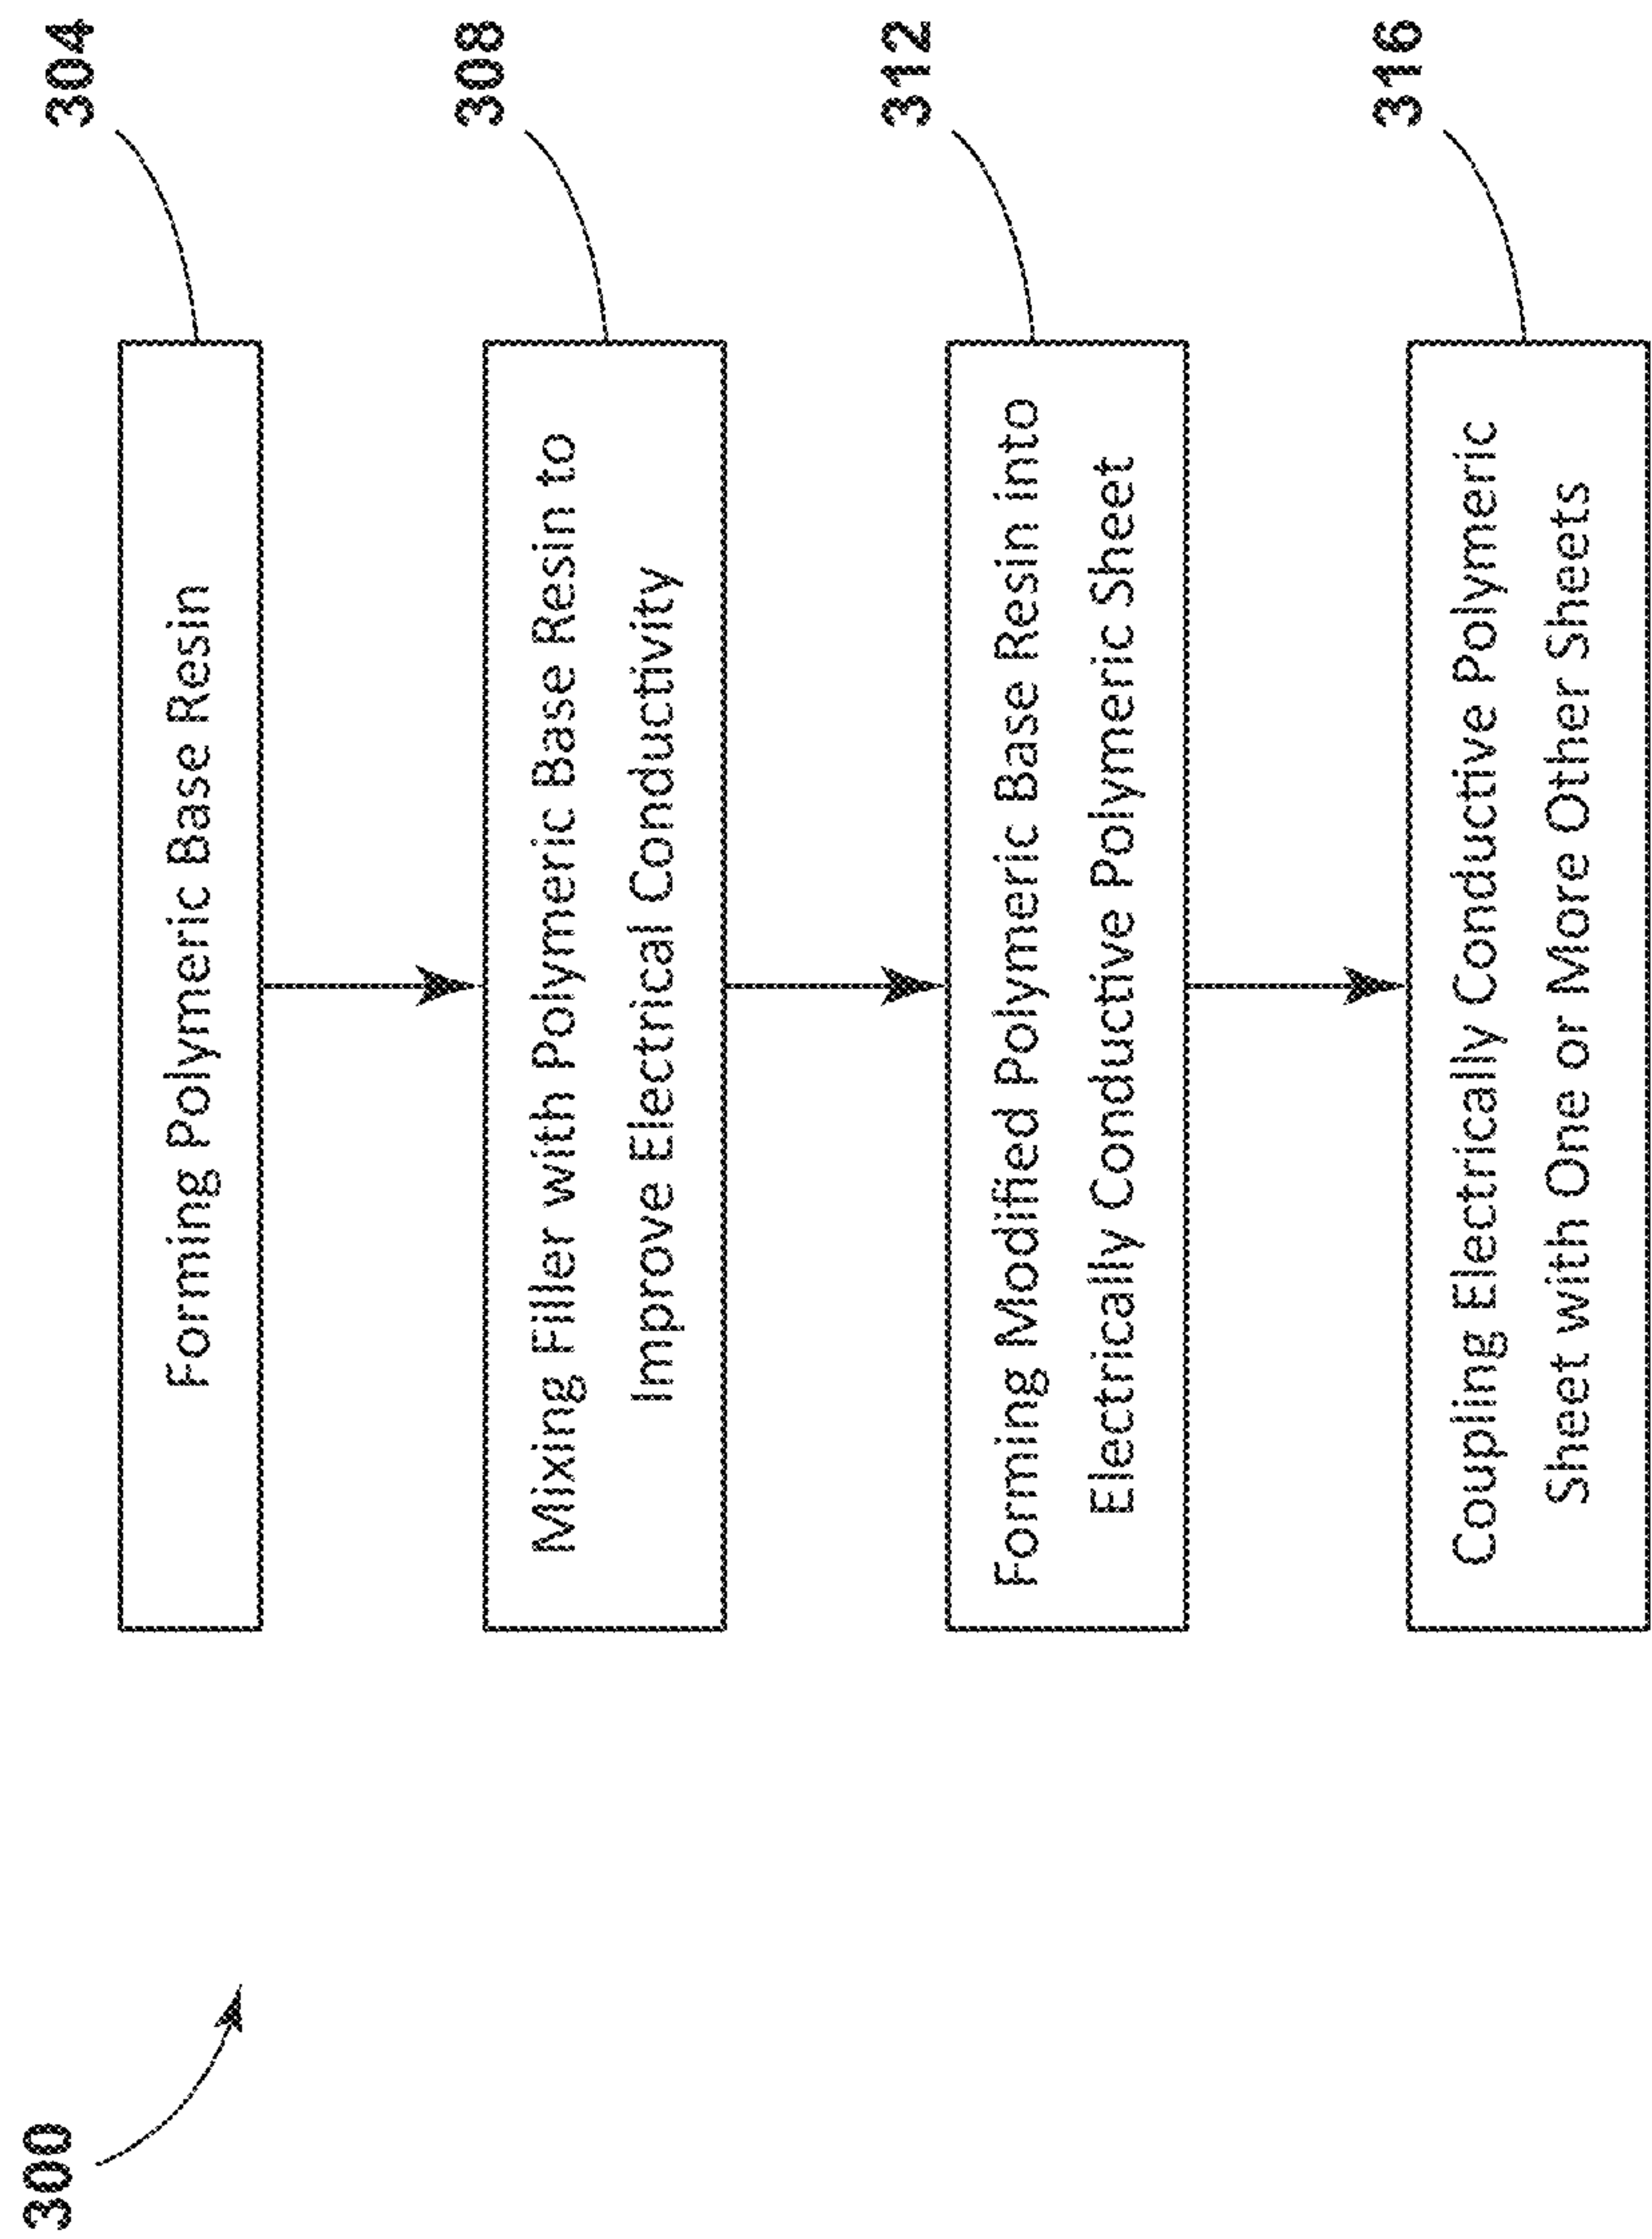 300
304
Forming Polymeric Base Resin
308
Mixing Filler with Polymeric Base Resin to
Improve Electrical Conductivity
312
Forming Modified Polymeric Base Resin into
Electrically Conductive Polymeric Sheet
316
Coupling Electrically Conductive Polymeric
Sheet with One or More Other Sheets